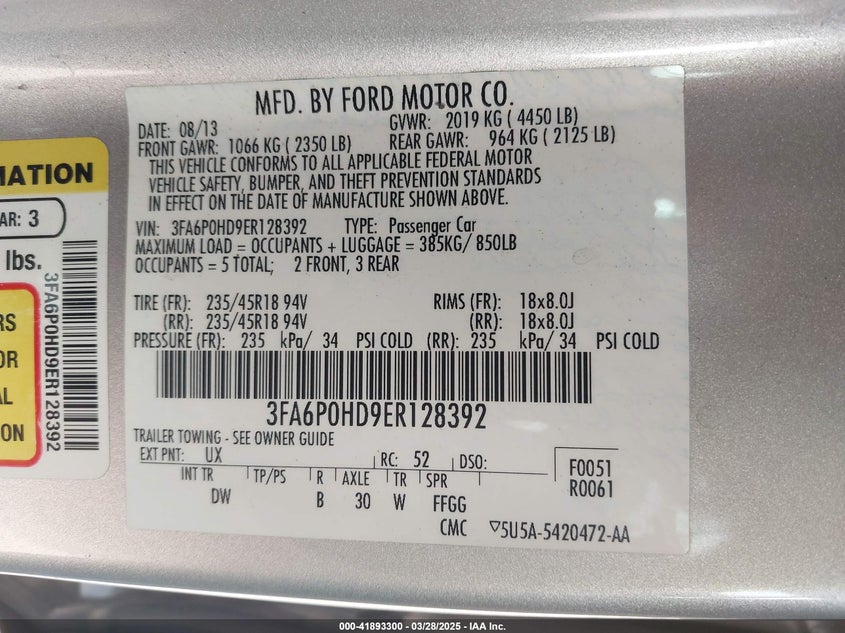 MFD. BY FORD MOTOR CO.
DATE: 08/13 GVWR: 2019 KG ( 4450 LB)
FRONT GAWR: 1066 KG ( 2350 LB) REAR GAWR: 964 KG ( 2125 LB)
THIS VEHICLE CONFORMS TO ALL APPLICABLE FEDERAL MOTOR
VEHICLE SAFETY, BUMPER, AND THEFT PREVENTION STANDARDS
IN EFFECT ON THE DATE OF MANUFACTURE SHOWN ABOVE.
VIN: 3FA6P0HD9ER128392 TYPE: Passenger Car
MAXIMUM LOAD = OCCUPANTS + LUGGAGE = 385KG/ 850LB
OCCUPANTS = 5 TOTAL; 2 FRONT, 3 REAR
TIRE (FR): 235/45R18 94V RIMS (FR): 18x8.0J
(RR): 235/45R18 94V (RR): 18x8.0J
PRESSURE (FR): 235 kPa/ 34 PSI COLD (RR): 235 kPa/ 34 PSI COLD
3FA6P0HD9ER128392
TRAILER TOWING - SEE OWNER GUIDE
EXT PNT: UX RC: 52 DSO:
INT TR TP/PS R AXLE TR SPR
DW B 30 W FFGG
F0051
R0061
CMC ▽5U5A-5420472-AA
MATION
AR: 3
lbs.
RS
OR
AL
ON
3FA6P0HD9ER128392
000-41893300 - 03/28/2025 - IAA Inc.